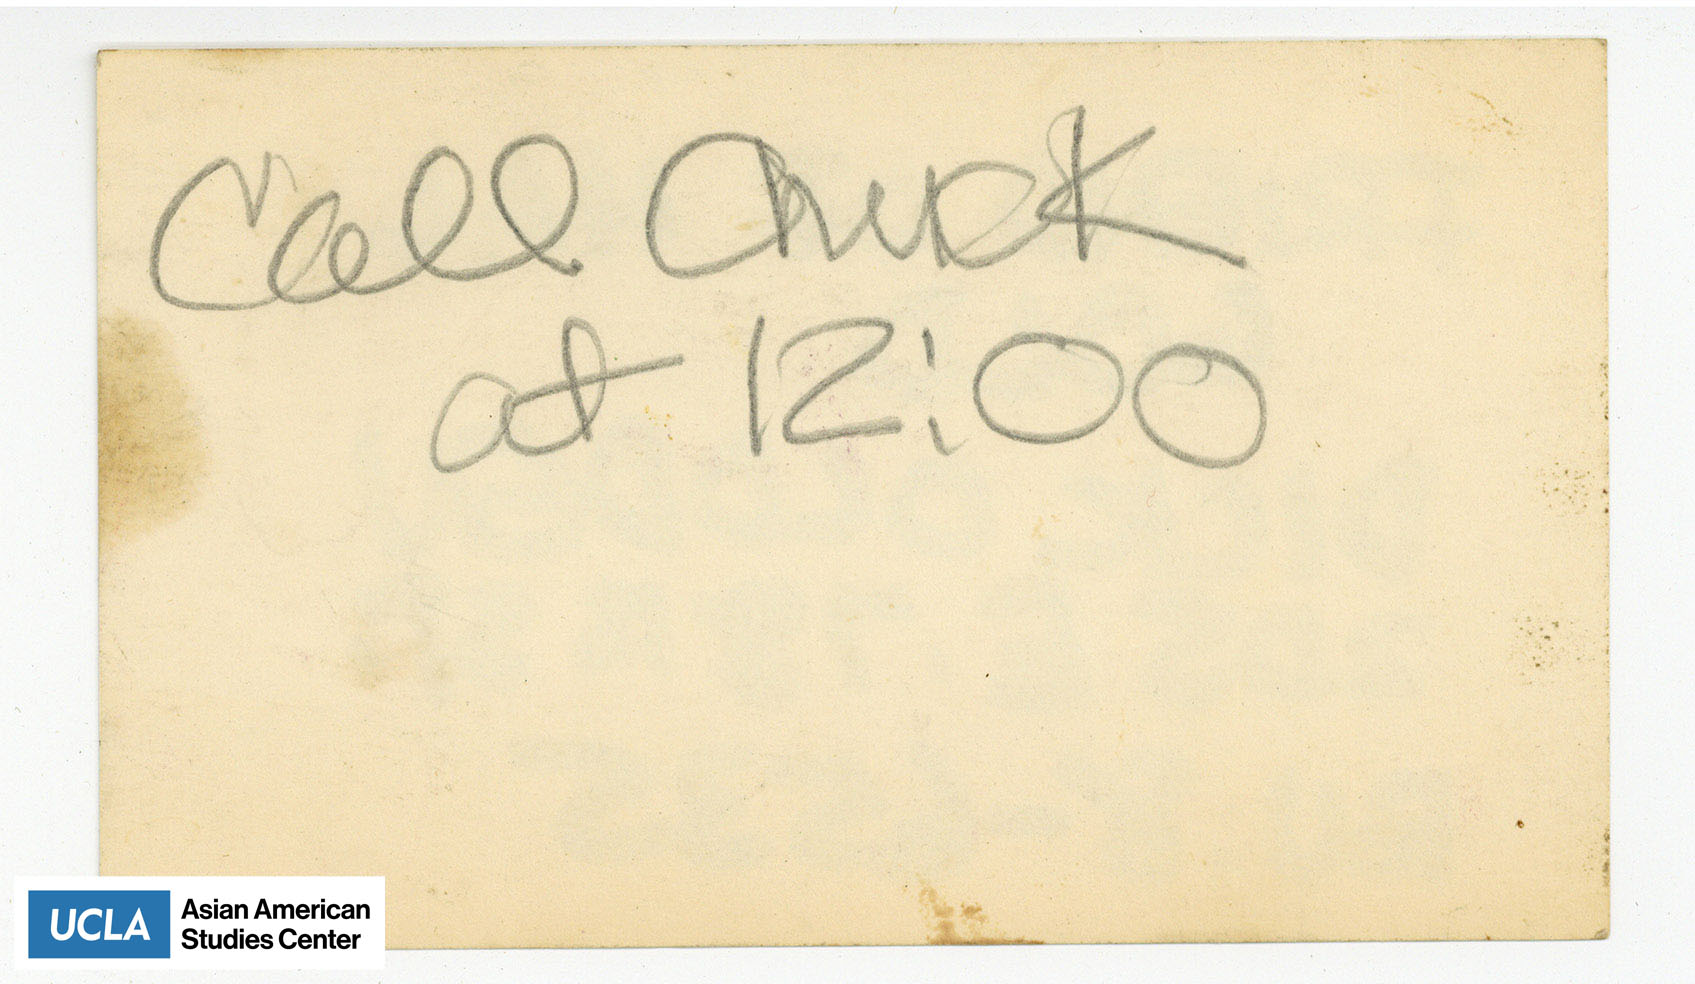 Call Chuck
at 12:00
UCLA Asian American
Studies Center